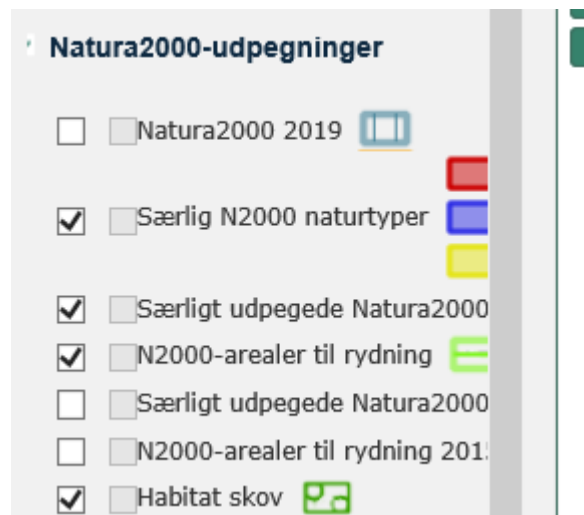 Natura2000-udpegninger
Natura2000 2019
Særlig N2000 naturtyper
Særligt udpegede Natura2000
N2000-arealer til rydning
Særligt udpegede Natura2000
N2000-arealer til rydning 201
Habitat skov